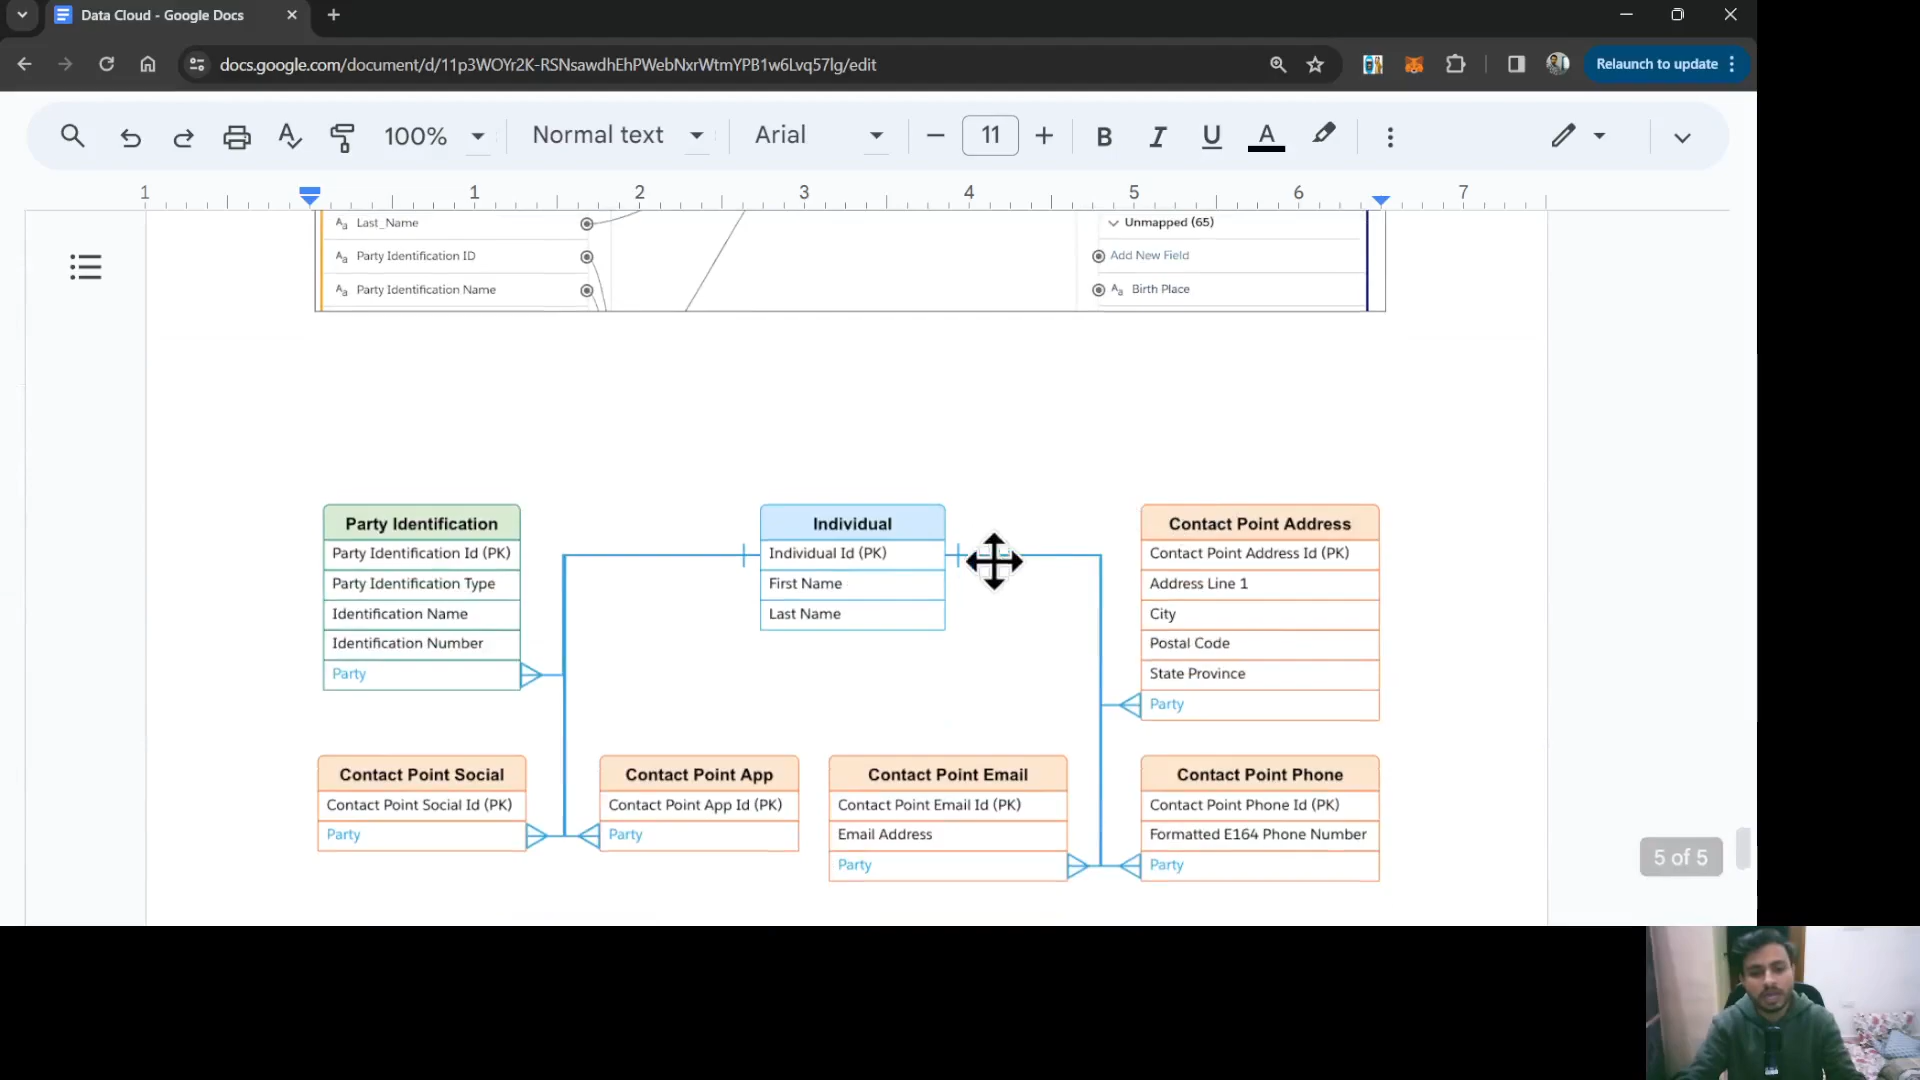 Data Cloud - Google Docs
docs.google.com/document/d/11p3WOYr2K-RSNsawdhEhPWebNxrWtmYPB1w6Lvq57lg/edit
Relaunch to update
100%
Normal text
Arial
11
B I U A
1 1 2 3 4 5 6 7
Aa Last_Name
Unmapped (65)
Aa Party Identification ID
Add New Field
Aa Party Identification Name
Aa Birth Place
Party Identification
Party Identification Id (PK)
Party Identification Type
Identification Name
Identification Number
Party
Individual
Individual Id (PK)
First Name
Last Name
Contact Point Address
Contact Point Address Id (PK)
Address Line 1
City
Postal Code
State Province
Party
Contact Point Social
Contact Point Social Id (PK)
Party
Contact Point App
Contact Point App Id (PK)
Party
Contact Point Email
Contact Point Email Id (PK)
Email Address
Party
Contact Point Phone
Contact Point Phone Id (PK)
Formatted E164 Phone Number
Party
5 of 5